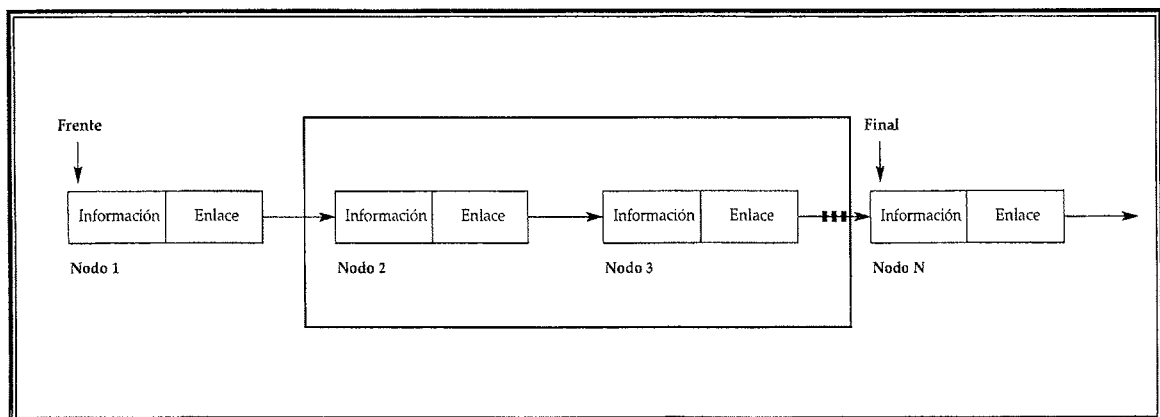 Frente
Final
Información Enlace Información Enlace Información Enlace Información Enlace
Nodo 1 Nodo 2 Nodo 3 Nodo N